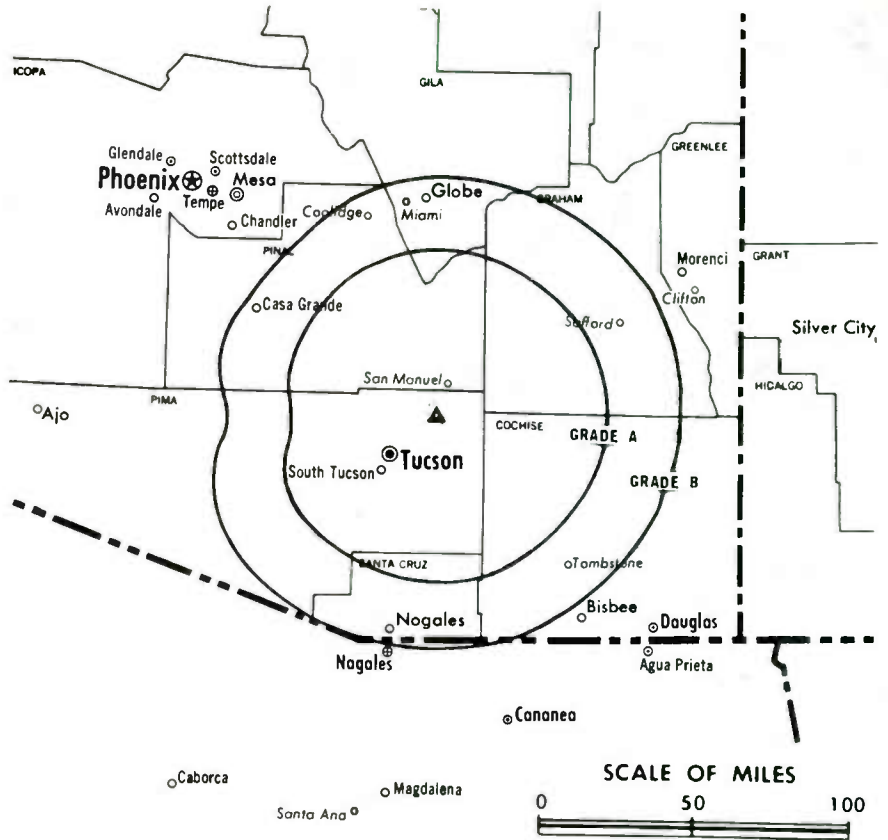 ICOPA
GILA
GREENLEE
Glendale
Scottsdale
Phoenix
Mesa
Tempe
Avondale
Chandler
Coolidge
Miami
Globe
GRAHAM
PINAL
Morenci
GRANT
Clifton
Casa Grande
Safford
Silver City
San Manuel
HIDALGO
PIMA
Ajo
COCHISE
GRADE A
Tucson
South Tucson
GRADE B
SANTA CRUZ
Tombstone
Bisbee
Nogales
Douglas
Nogales
Agua Prieta
Cananea
SCALE OF MILES
Caborca
Magdalena
0 50 100
Santa Ana